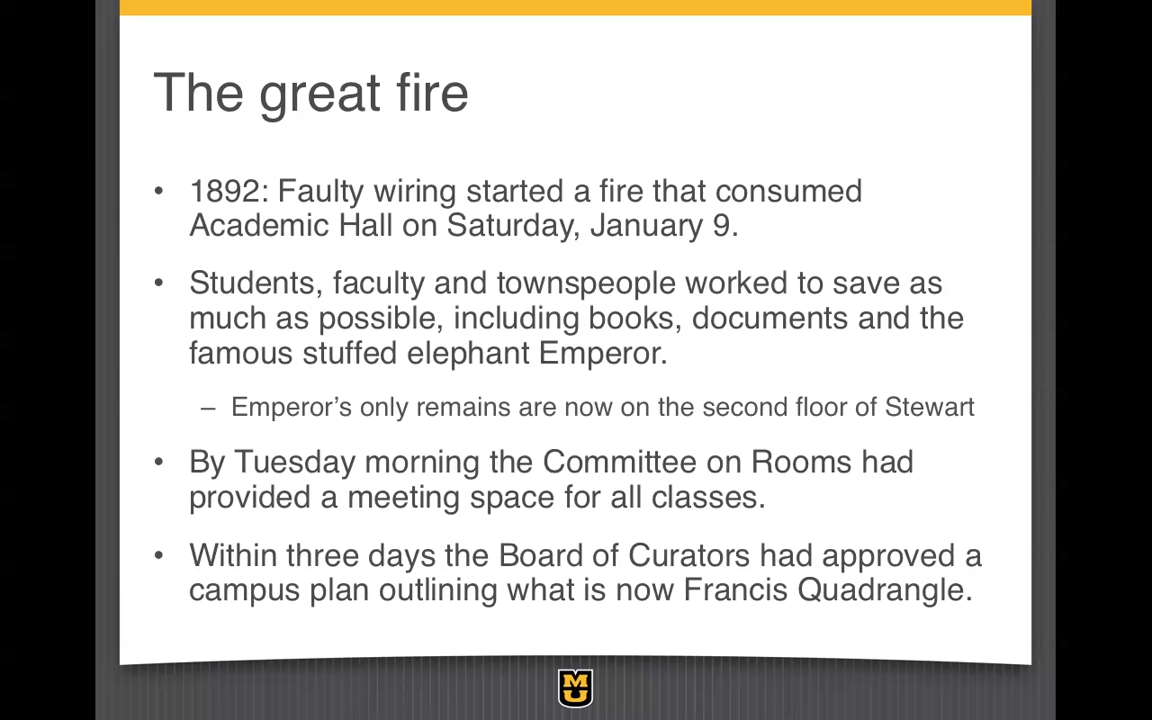 The great fire
• 1892: Faulty wiring started a fire that consumed
Academic Hall on Saturday, January 9.
• Students, faculty and townspeople worked to save as
much as possible, including books, documents and the
famous stuffed elephant Emperor.
– Emperor’s only remains are now on the second floor of Stewart
• By Tuesday morning the Committee on Rooms had
provided a meeting space for all classes.
• Within three days the Board of Curators had approved a
campus plan outlining what is now Francis Quadrangle.
MU